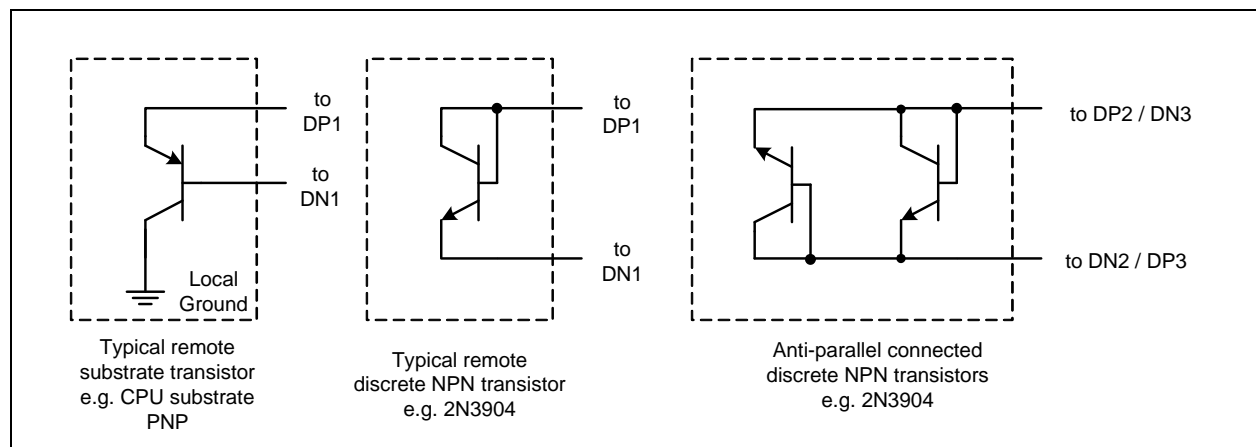 to
DP1
to
DN1
Local
Ground
Typical remote
substrate transistor
e.g. CPU substrate
PNP
to
DP1
to
DN1
Typical remote
discrete NPN transistor
e.g. 2N3904
to DP2 / DN3
to DN2 / DP3
Anti-parallel connected
discrete NPN transistors
e.g. 2N3904